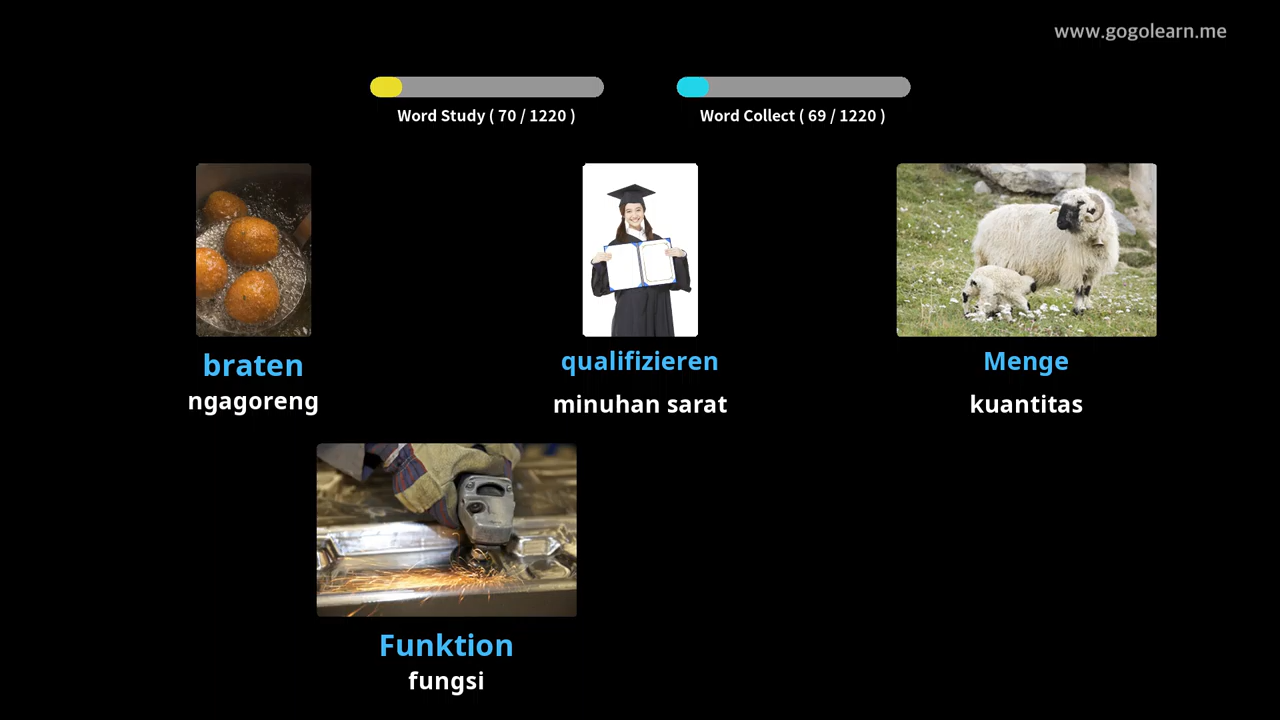 www.gogolearn.me
Word Study ( 70 / 1220 )
Word Collect ( 69 / 1220 )
braten
ngagoreng
qualifizieren
minuhan sarat
Menge
kuantitas
Funktion
fungsi